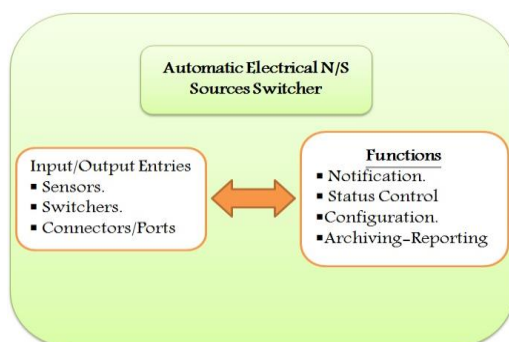 Automatic Electrical N/S
Sources Switcher
Input/Output Entries
▪ Sensors.
▪ Switchers.
▪ Connectors/Ports
Functions
▪ Notification.
▪ Status Control
▪Configuration.
▪Archiving-Reporting